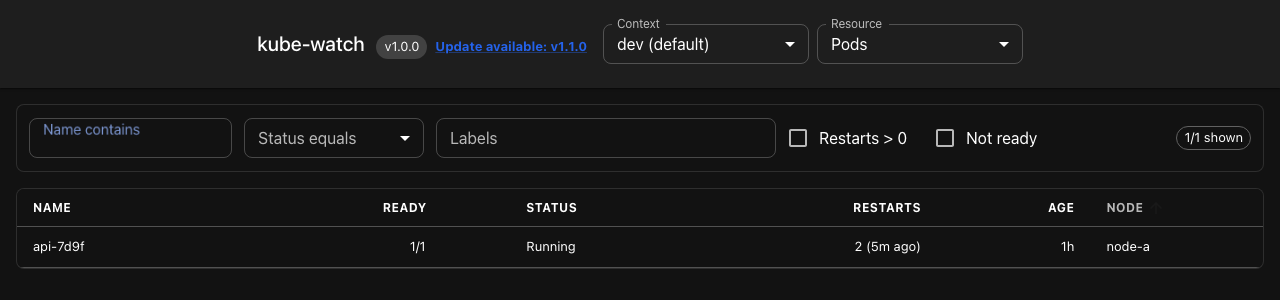 kube-watch v1.0.0 Update available: v1.1.0
Context
dev (default)
Resource
Pods
Name contains
Status equals
Labels
Restarts > 0
Not ready
1/1 shown
NAME READY STATUS RESTARTS AGE NODE ↑
api-7d9f 1/1 Running 2 (5m ago) 1h node-a